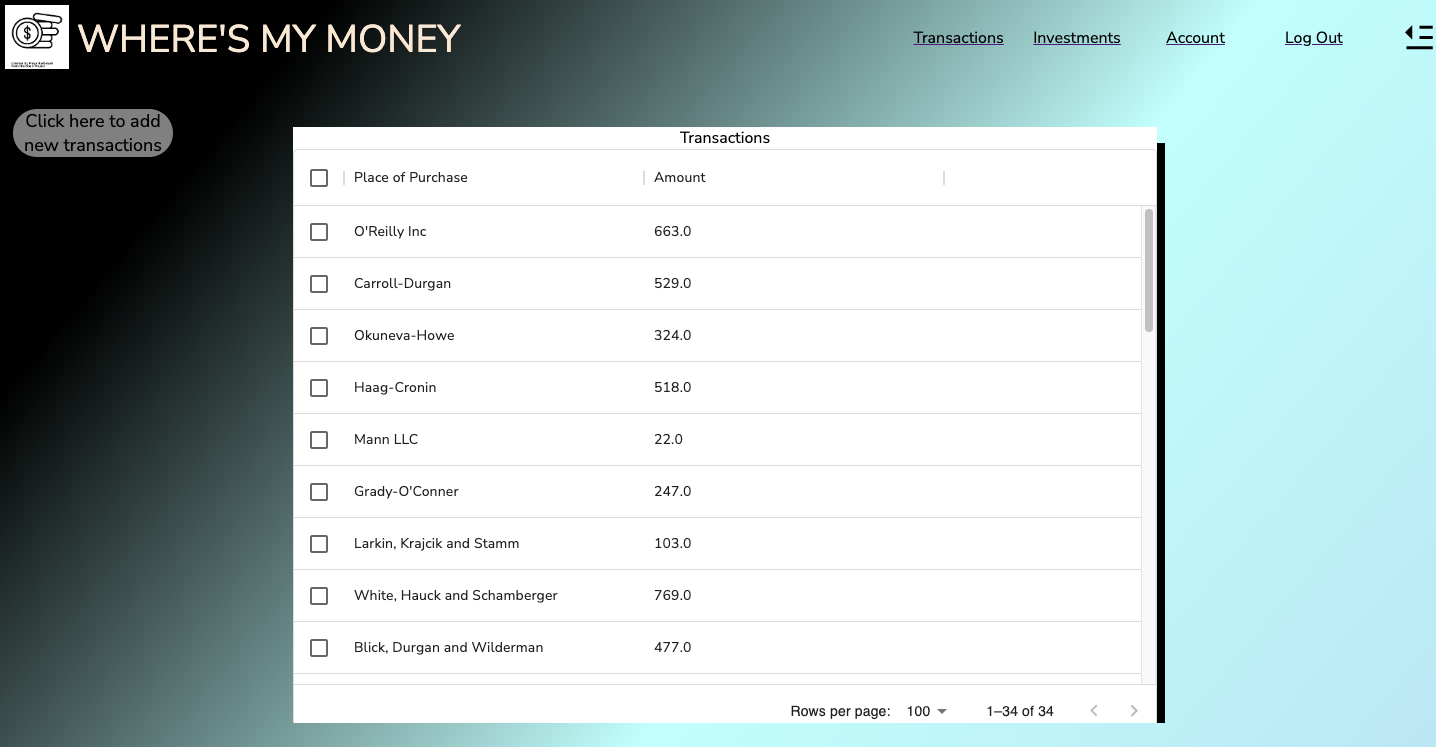 WHERE'S MY MONEY
Transactions
Investments
Account
Log Out
Click here to add
new transactions
Transactions
Place of Purchase
Amount
O'Reilly Inc
663.0
Carroll-Durgan
529.0
Okuneva-Howe
324.0
Haag-Cronin
518.0
Mann LLC
22.0
Grady-O'Conner
247.0
Larkin, Krajcik and Stamm
103.0
White, Hauck and Schamberger
769.0
Blick, Durgan and Wilderman
477.0
Rows per page:
100
1–34 of 34